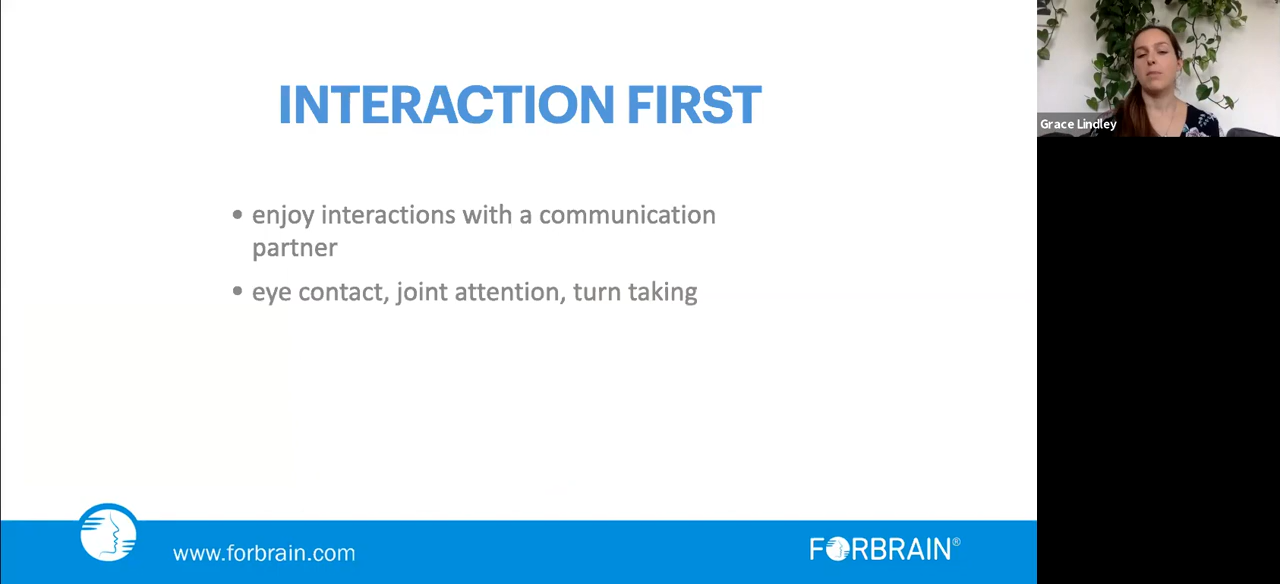 INTERACTION FIRST
• enjoy interactions with a communication
partner
• eye contact, joint attention, turn taking
www.forbrain.com
FORBRAIN®
Grace Lindley